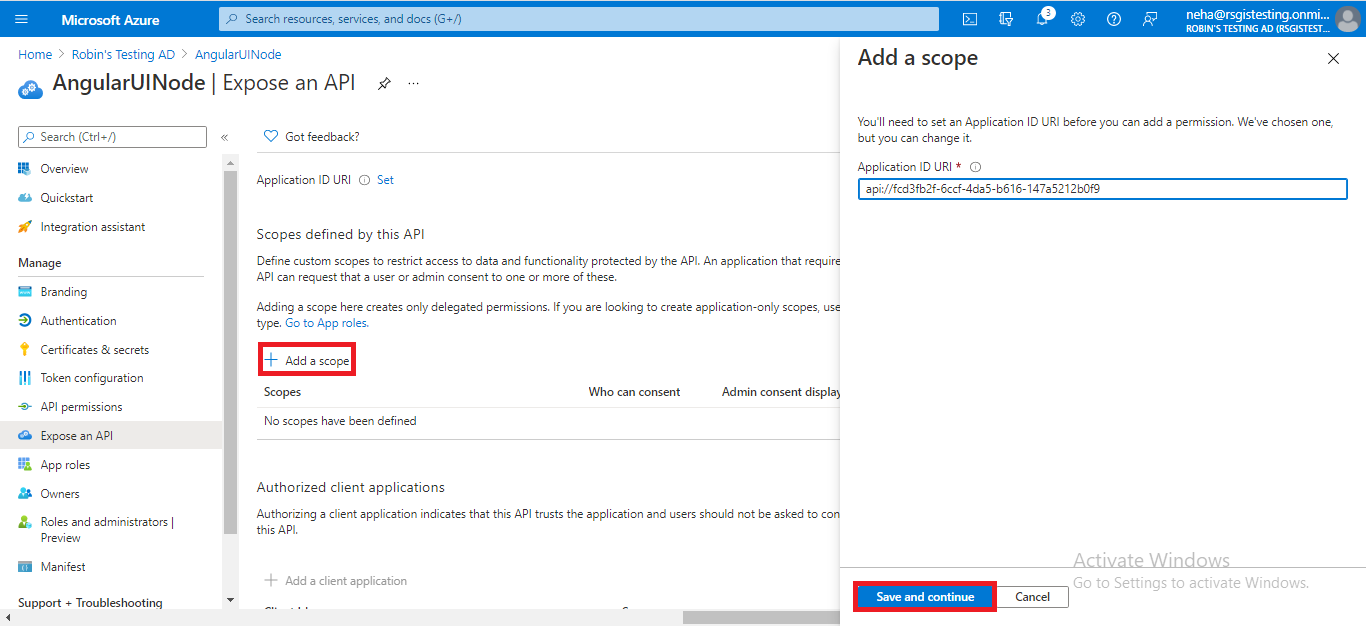 Microsoft Azure
Search resources, services, and docs (G+/)
3
neha@rsgistesting.onmi...
ROBIN'S TESTING AD (RSGISTEST...
Home > Robin's Testing AD > AngularUINode
AngularUINode | Expose an API
...
Search (Ctrl+/)
«
Overview
Quickstart
Integration assistant
Manage
Branding
Authentication
Certificates & secrets
Token configuration
API permissions
Expose an API
App roles
Owners
Roles and administrators |
Preview
Manifest
Support + Troubleshooting
Got feedback?
Application ID URI Set
Scopes defined by this API
Define custom scopes to restrict access to data and functionality protected by the API. An application that require
API can request that a user or admin consent to one or more of these.
Adding a scope here creates only delegated permissions. If you are looking to create application-only scopes, use
type. Go to App roles.
+ Add a scope
Scopes Who can consent Admin consent display
No scopes have been defined
Authorized client applications
Authorizing a client application indicates that this API trusts the application and users should not be asked to con
this API.
+ Add a client application
Add a scope
You'll need to set an Application ID URI before you can add a permission. We've chosen one,
but you can change it.
Application ID URI *
api://fcd3fb2f-6ccf-4da5-b616-147a5212b0f9
Activate Windows
Go to Settings to activate Windows.
Save and continue
Cancel